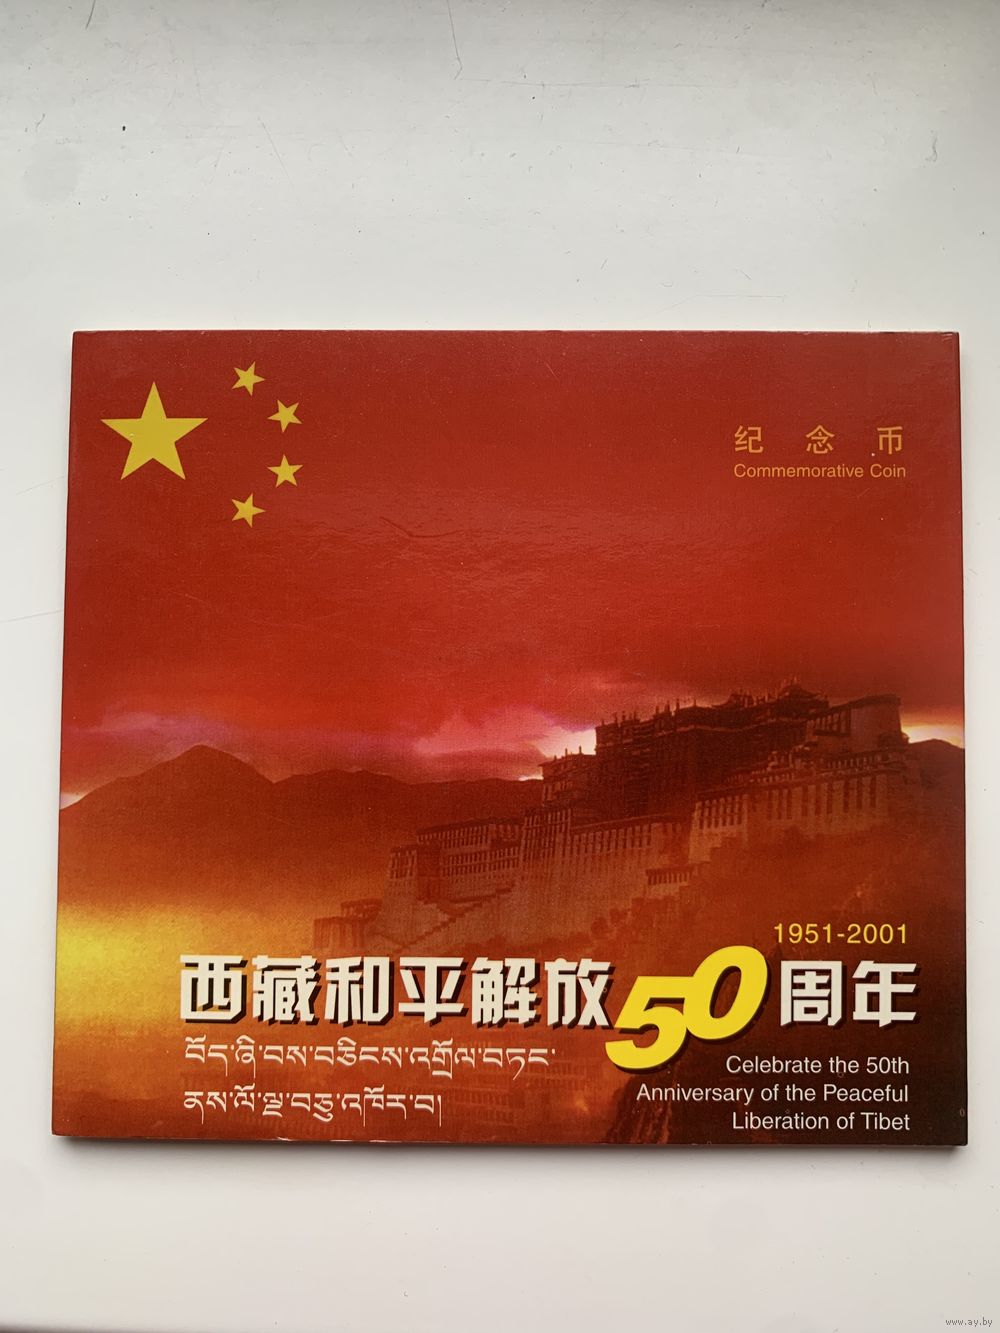 纪念币
Commemorative Coin
1951-2001
西藏和平解放50周年
བོད་ཞི་བས་བཅིངས་འགྲོལ་བཏང་
ནས་ལོ་ལྔ་བཅུ་འཁོར་བ།
Celebrate the 50th
Anniversary of the Peaceful
Liberation of Tibet
www.ay.by